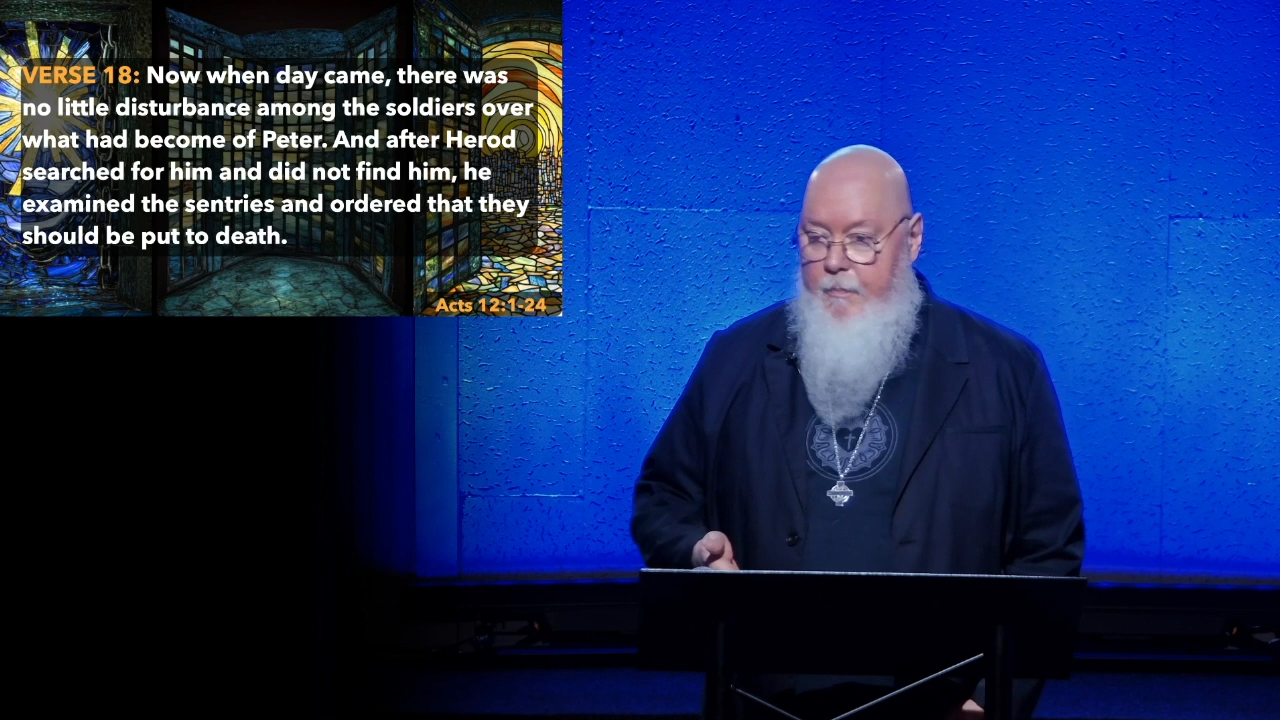 VERSE 18: Now when day came, there was
no little disturbance among the soldiers over
what had become of Peter. And after Herod
searched for him and did not find him, he
examined the sentries and ordered that they
should be put to death.
Acts 12:1-24